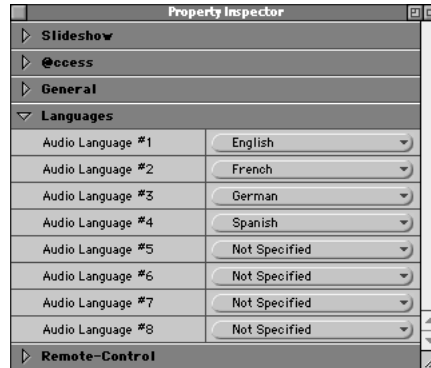 Property Inspector
Slideshow
@ccess
General
Languages
Audio Language #1 English
Audio Language #2 French
Audio Language #3 German
Audio Language #4 Spanish
Audio Language #5 Not Specified
Audio Language #6 Not Specified
Audio Language #7 Not Specified
Audio Language #8 Not Specified
Remote-Control